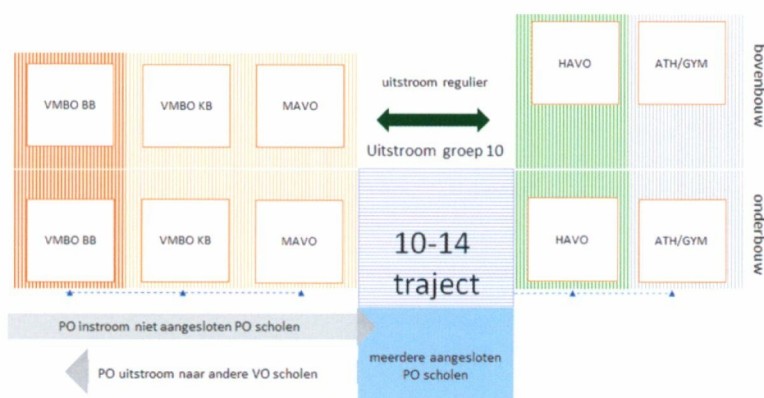 VMBO BB
VMBO KB
MAVO
uitstroom regulier
Uitstroom groep 10
HAVO
ATH/GYM
bovenbouw
VMBO BB
VMBO KB
MAVO
10-14
traject
HAVO
ATH/GYM
onderbouw
PO instroom niet aangesloten PO scholen
PO uitstroom naar andere VO scholen
meerdere aangesloten
PO scholen